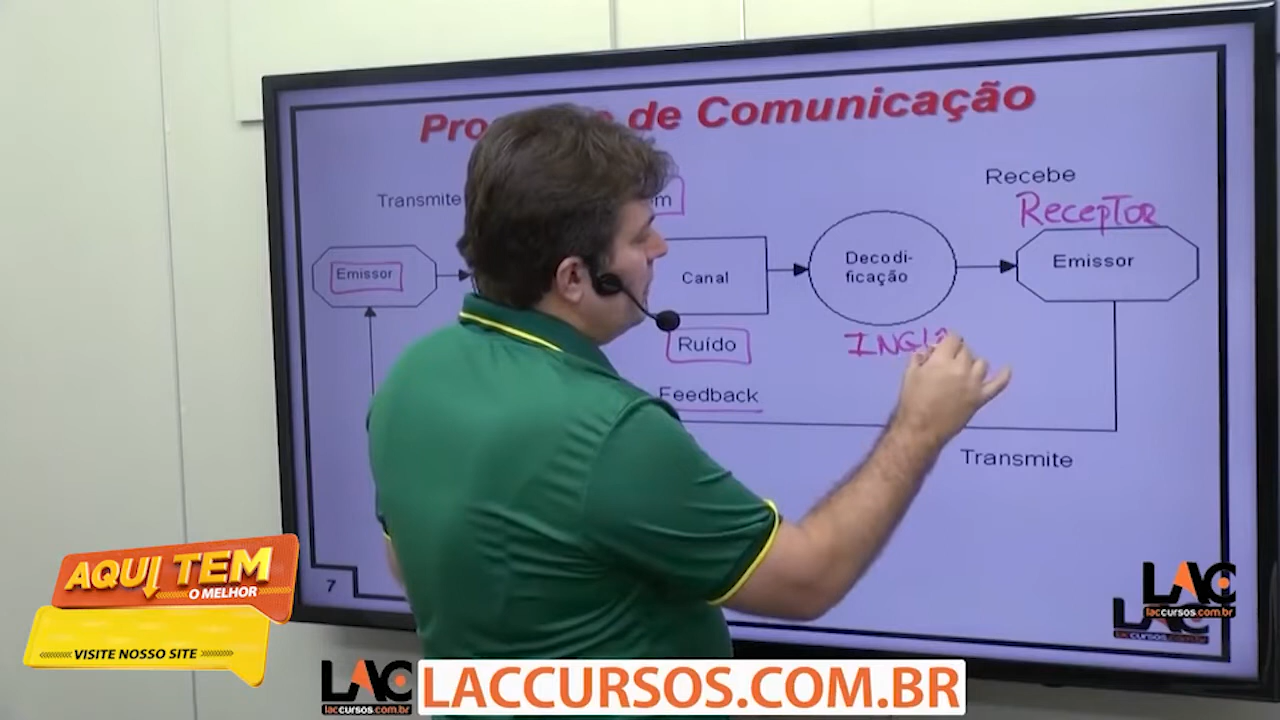 de Comunicação
Transmite
Recebe
Receptor
Emissor
Canal
Decodi-
ficação
Emissor
Ruído
Feedback
Transmite
7
LAC
laccursos.com.br
AQUI TEM
O MELHOR
VISITE NOSSO SITE
LAC
laccursos.com.br
LACCURSOS.COM.BR